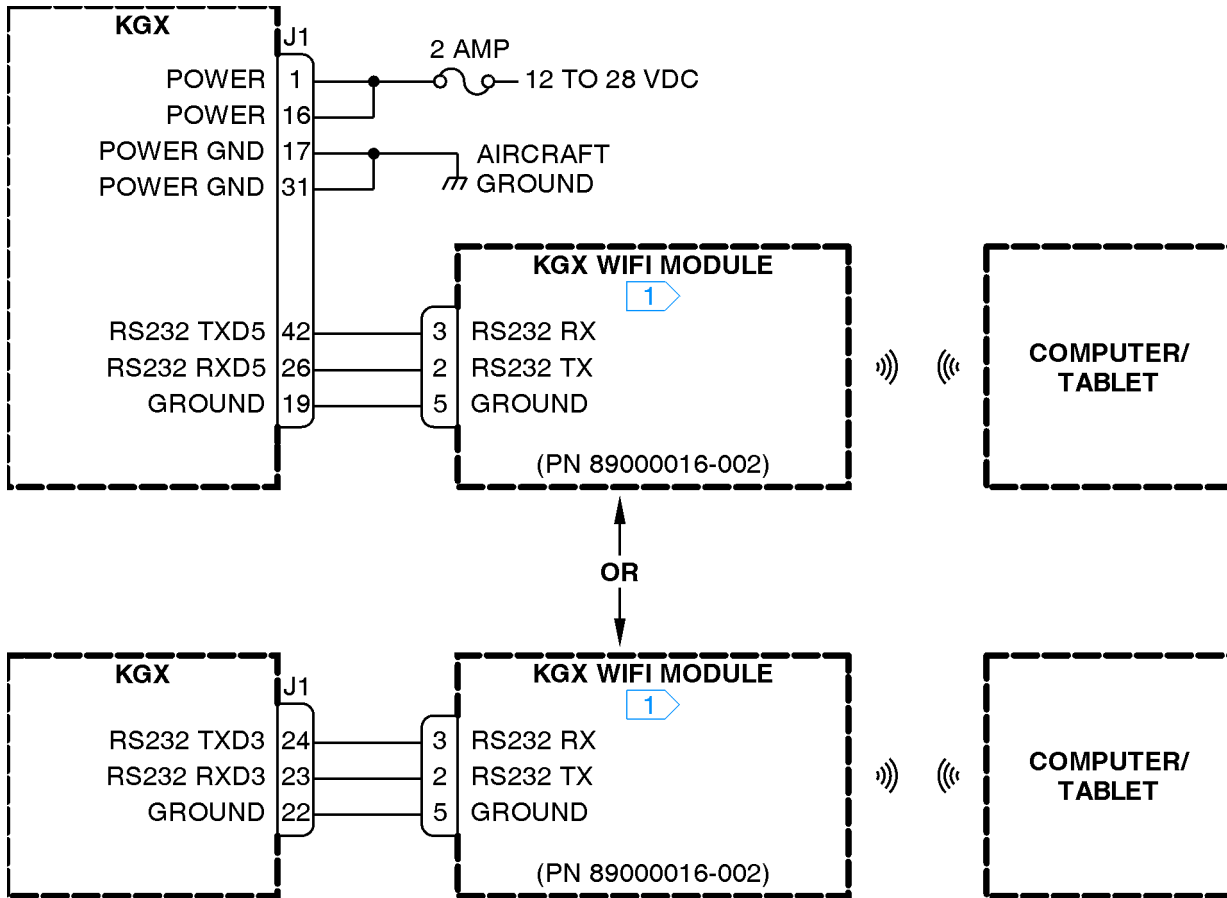 KGX
J1
2 AMP
POWER 1 12 TO 28 VDC
POWER 16
POWER GND 17 AIRCRAFT
POWER GND 31 GROUND
KGX WIFI MODULE
1
RS232 TXD5 42 3 RS232 RX
RS232 RXD5 26 2 RS232 TX
GROUND 19 5 GROUND
(PN 89000016-002)
COMPUTER/
TABLET
OR
KGX
J1
KGX WIFI MODULE
1
RS232 TXD3 24 3 RS232 RX
RS232 RXD3 23 2 RS232 TX
GROUND 22 5 GROUND
(PN 89000016-002)
COMPUTER/
TABLET